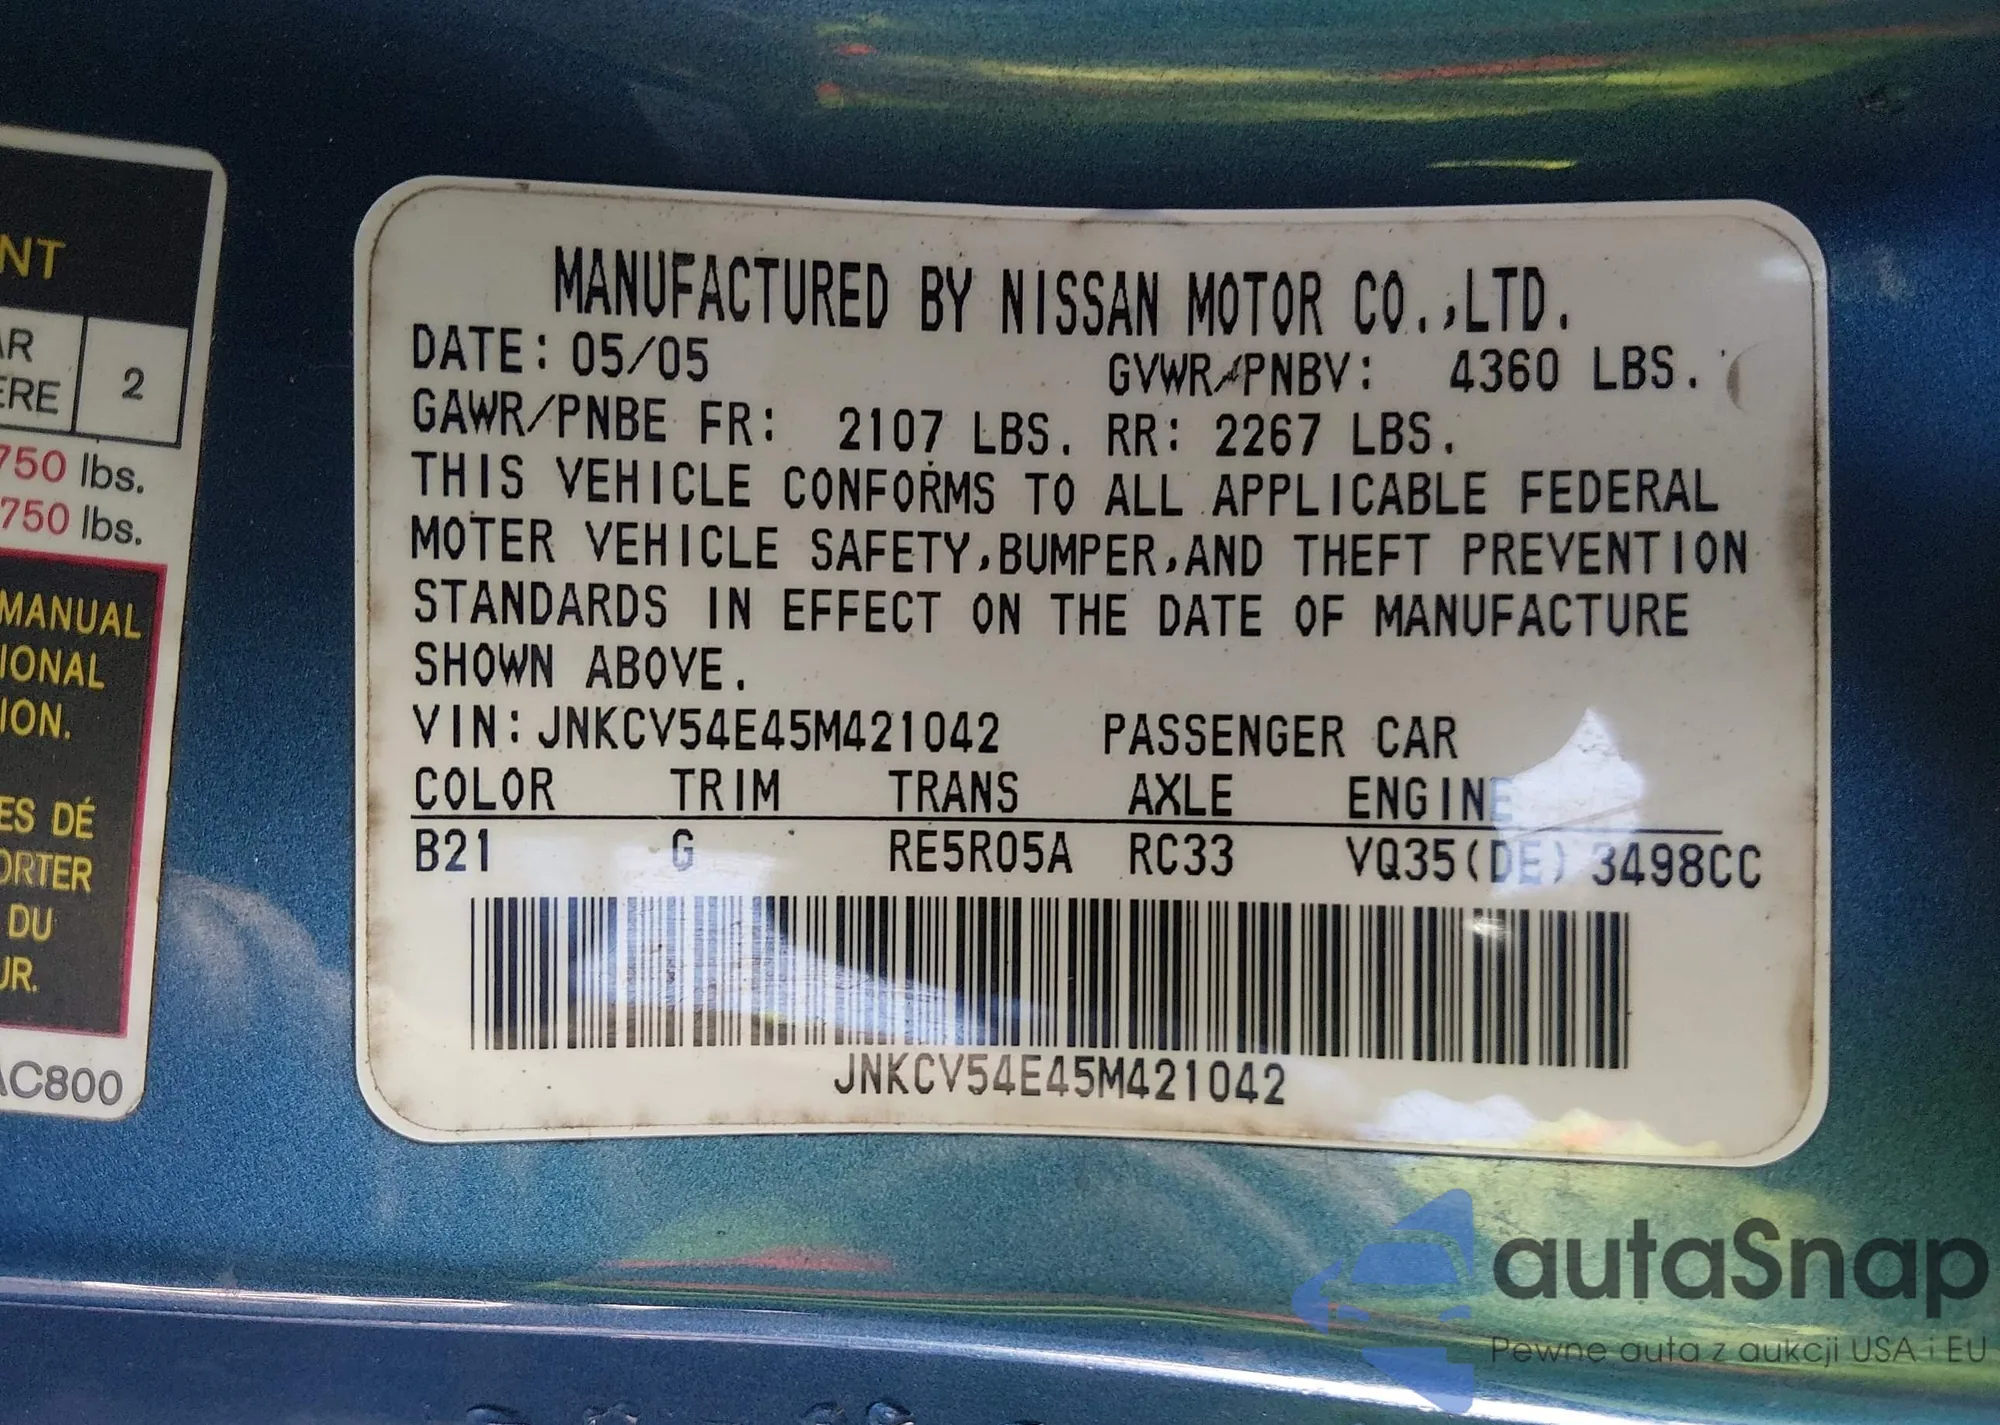 NT
AR
ERE
2
750 lbs.
750 lbs.
MANUAL
IONAL
ION.
ES DÉ
ORTER
DU
UR.
AC800
MANUFACTURED BY NISSAN MOTOR CO.,LTD.
DATE: 05/05 GVWR/PNBV: 4360 LBS.
GAWR/PNBE FR: 2107 LBS. RR: 2267 LBS.
THIS VEHICLE CONFORMS TO ALL APPLICABLE FEDERAL
MOTER VEHICLE SAFETY,BUMPER,AND THEFT PREVENTION
STANDARDS IN EFFECT ON THE DATE OF MANUFACTURE
SHOWN ABOVE.
VIN: JNKCV54E45M421042 PASSENGER CAR
COLOR TRIM TRANS AXLE ENGINE
B21 G RE5R05A RC33 VQ35(DE) 3498CC
JNKCV54E45M421042
autaSnap
Pewne auta z aukcji USA i EU